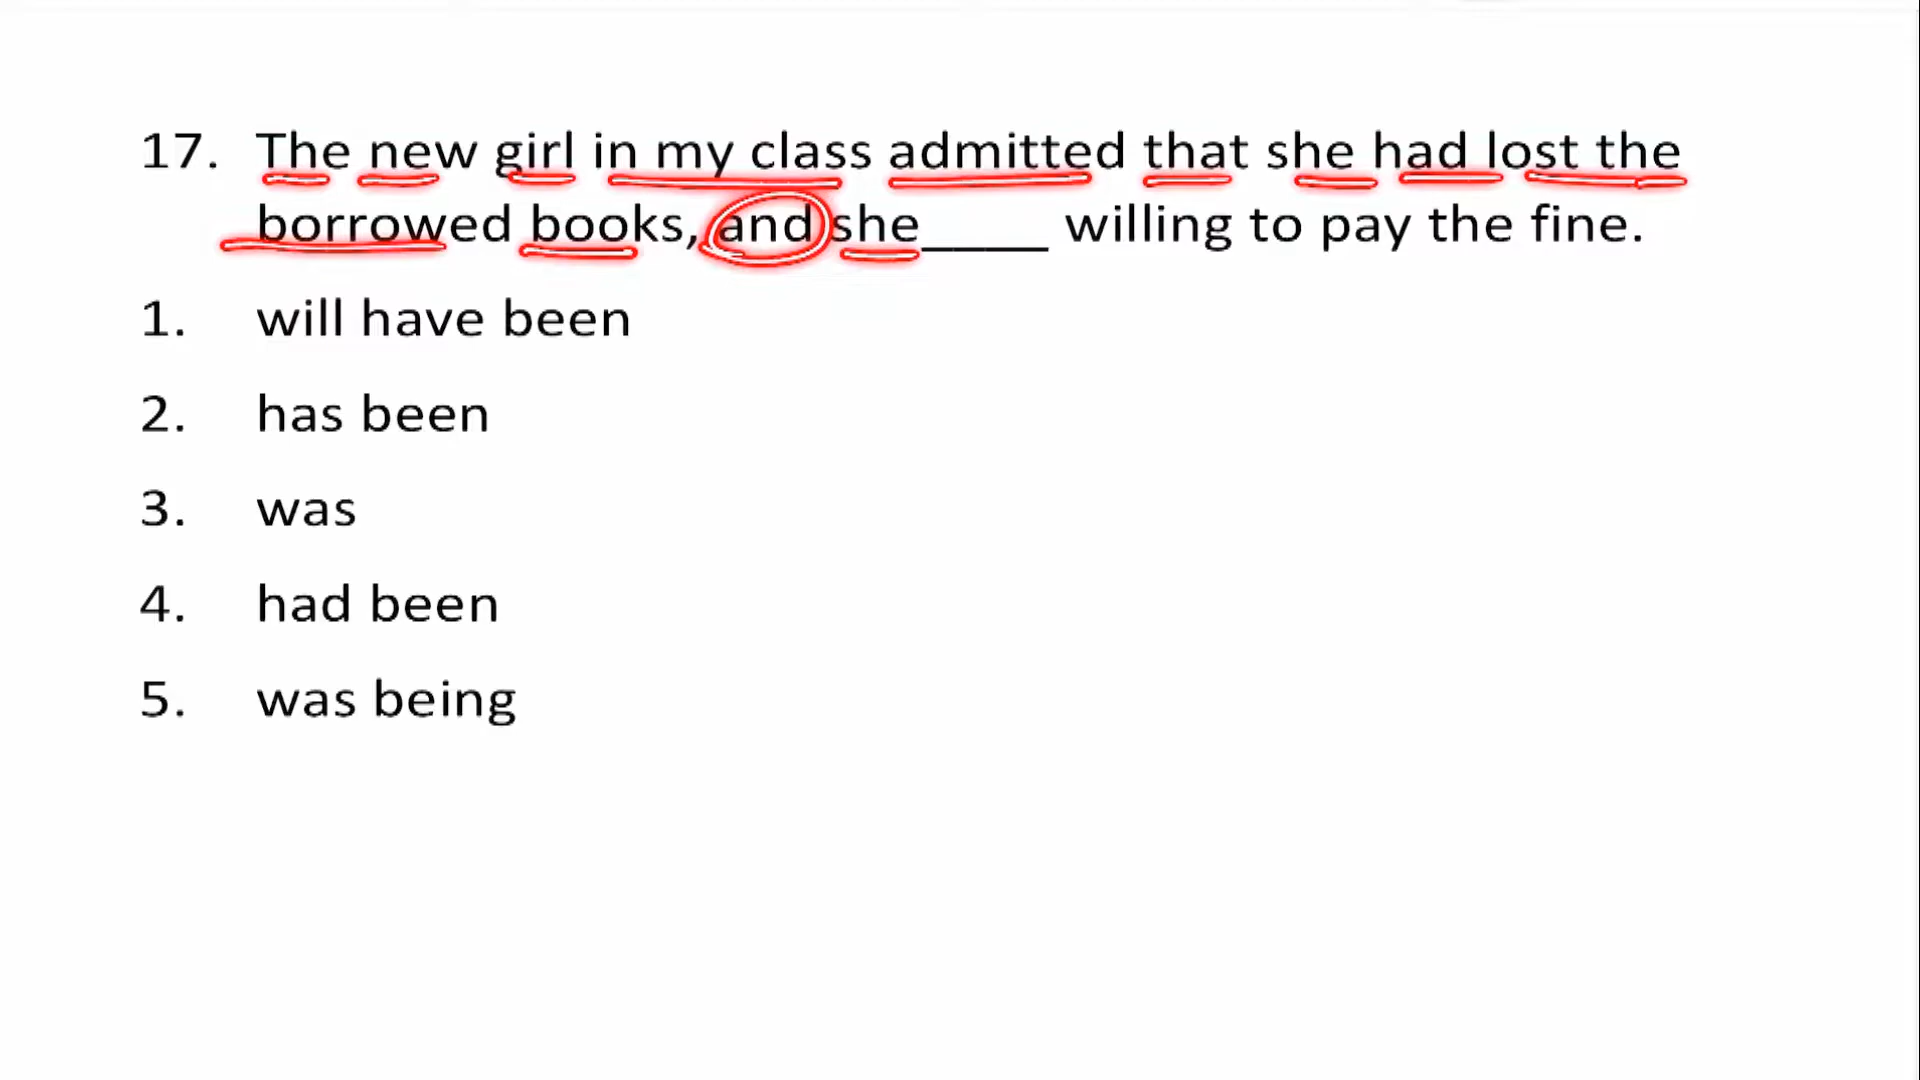 17. The new girl in my class admitted that she had lost the
borrowed books, and she____ willing to pay the fine.
1. will have been
2. has been
3. was
4. had been
5. was being